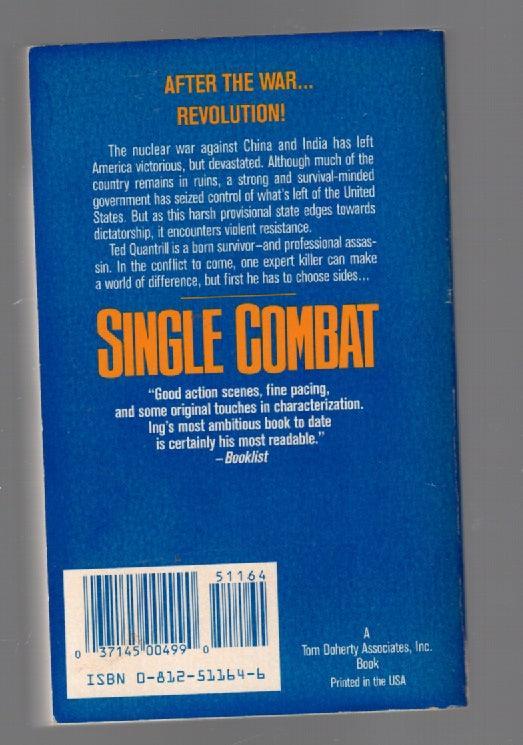 AFTER THE WAR...
REVOLUTION!
The nuclear war against China and India has left
America victorious, but devastated. Although much of the
country remains in ruins, a strong and survival-minded
government has seized control of what's left of the United
States. But as this harsh provisional state edges towards
dictatorship, it encounters violent resistance.
Ted Quantrill is a born survivor–and professional assas-
sin. In the conflict to come, one expert killer can make
a world of difference, but first he has to choose sides...
SINGLE COMBAT
"Good action scenes, fine pacing,
and some original touches in characterization.
Ing's most ambitious book to date
is certainly his most readable."
–Booklist
51164
0 37145 00499 0
ISBN 0-812-51164-6
A
Tom Doherty Associates, Inc.
Book
Printed in the USA